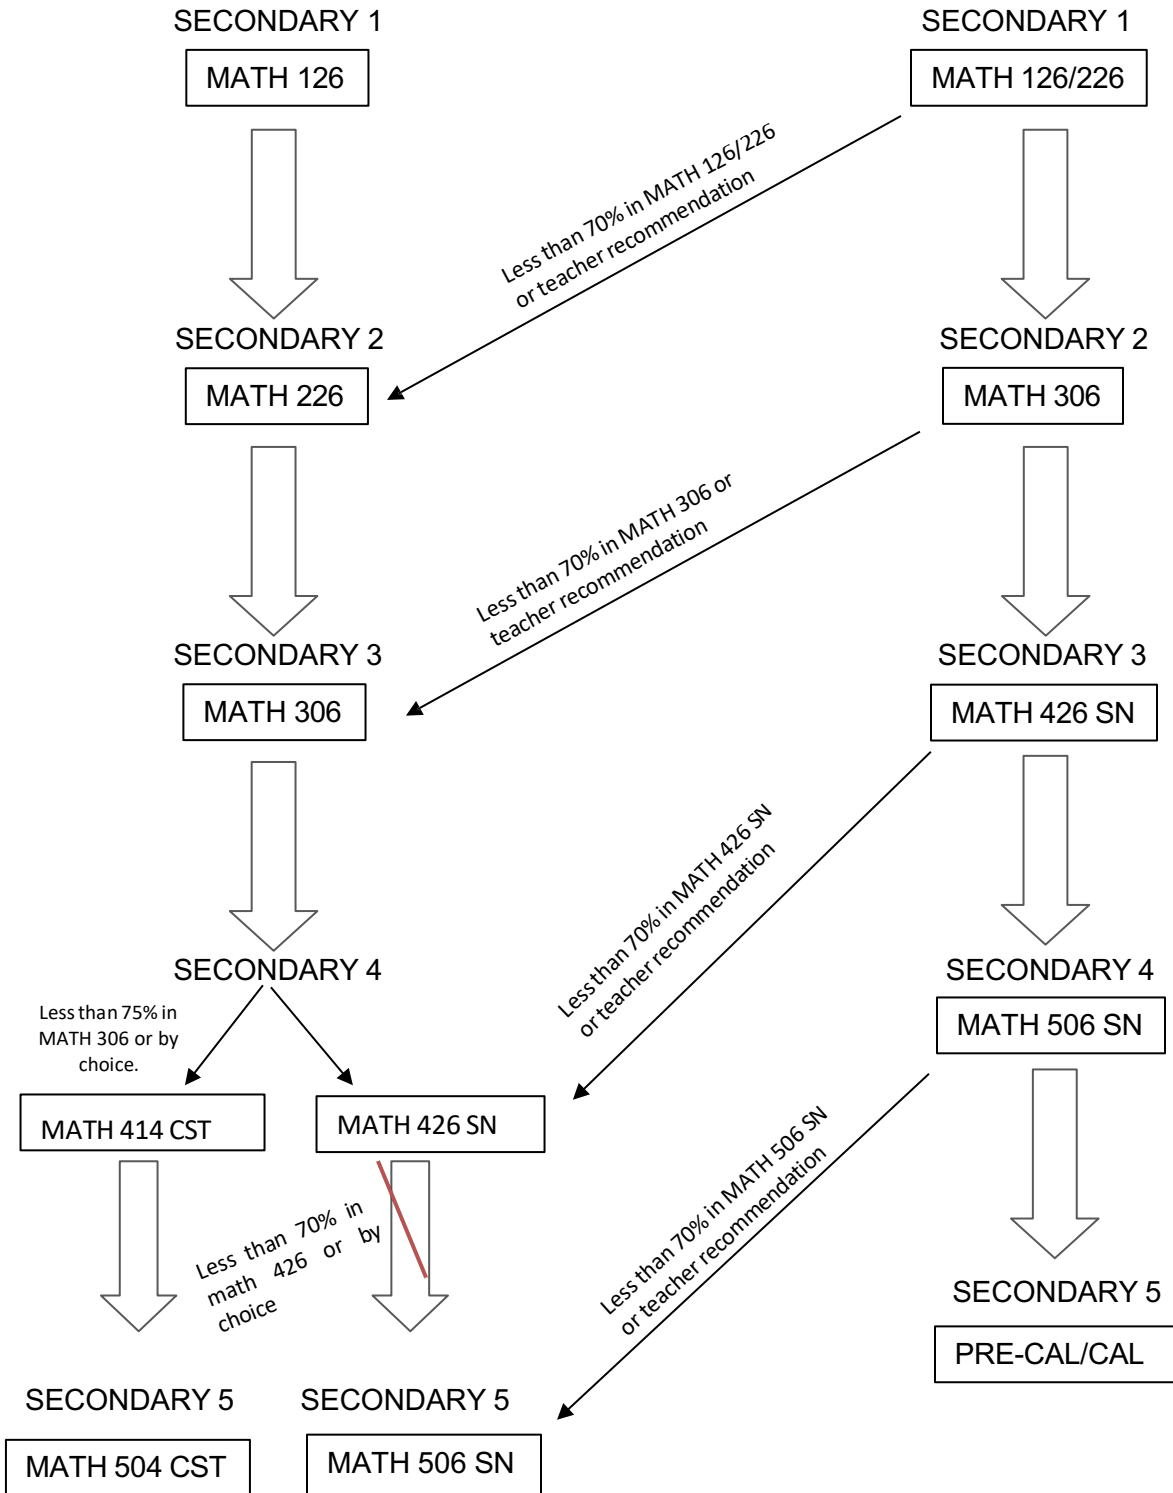 SECONDARY 1
SECONDARY 1
MATH 126
MATH 126/226
Less than 70% in MATH 126/226
or teacher recommendation
SECONDARY 2
SECONDARY 2
MATH 226
MATH 306
Less than 70% in MATH 306 or
teacher recommendation
SECONDARY 3
SECONDARY 3
MATH 306
MATH 426 SN
Less than 70% in MATH 426 SN
or teacher recommendation
SECONDARY 4
SECONDARY 4
Less than 75% in
MATH 306 or by
choice.
MATH 506 SN
MATH 414 CST
MATH 426 SN
Less than 70% in
math 426 or by
choice
Less than 70% in MATH 506 SN
or teacher recommendation
SECONDARY 5
PRE-CAL/CAL
SECONDARY 5
SECONDARY 5
MATH 504 CST
MATH 506 SN